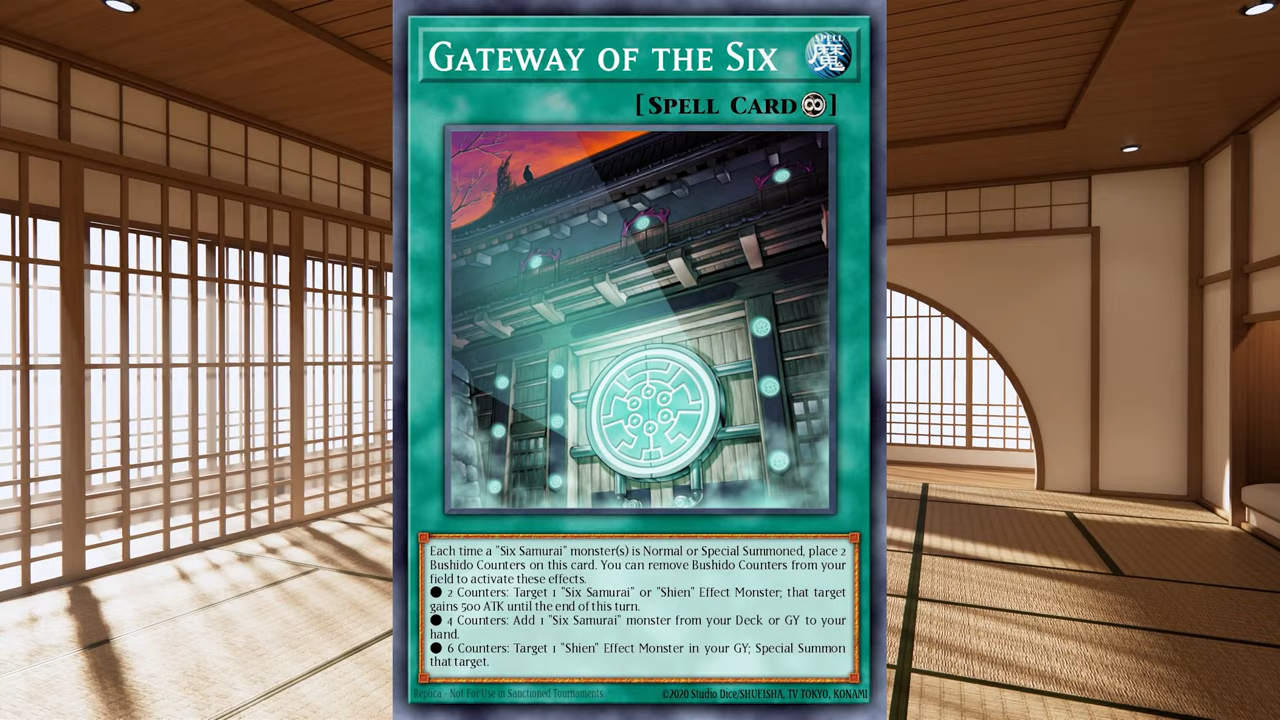 Gateway of the Six
SPELL
魔
[Spell Card]
Each time a "Six Samurai" monster(s) is Normal or Special Summoned, place 2
Bushido Counters on this card. You can remove Bushido Counters from your
field to activate these effects.
● 2 Counters: Target 1 "Six Samurai" or "Shien" Effect Monster; that target
gains 500 ATK until the end of this turn.
● 4 Counters: Add 1 "Six Samurai" monster from your Deck or GY to your
hand.
● 6 Counters: Target 1 "Shien" Effect Monster in your GY; Special Summon
that target.
Replica - Not For Use in Sanctioned Tournaments
©2020 Studio Dice/SHUEISHA, TV TOKYO, KONAMI